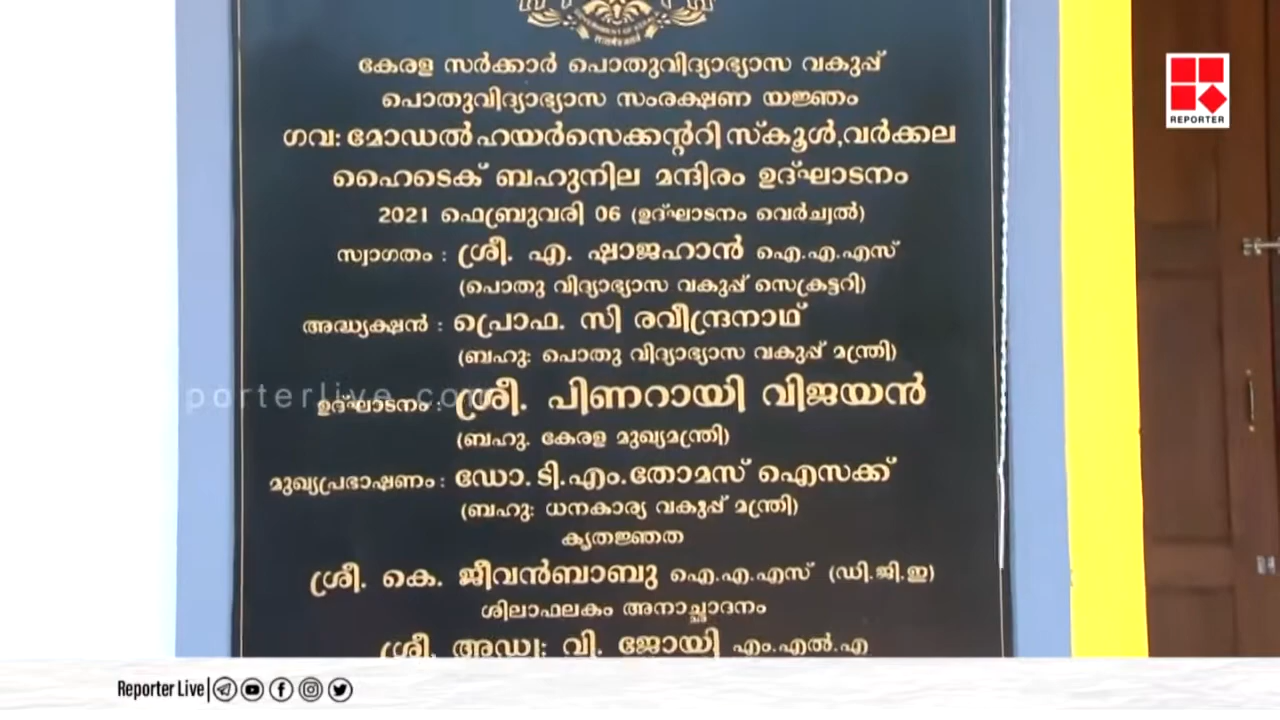 കേരള സർക്കാർ പൊതുവിദ്യാഭ്യാസ വകുപ്പ്
പൊതുവിദ്യാഭ്യാസ സംരക്ഷണ യജ്ഞം
ഗവ: മോഡൽ ഹയർസെക്കന്ററി സ്കൂൾ,വർക്കല
ഹൈടെക് ബഹുനില മന്ദിരം ഉദ്ഘാടനം
2021 ഫെബ്രുവരി 06 (ഉദ്ഘാടനം വെർച്വൽ)
സ്വാഗതം : ശ്രീ. എ. ഷാജഹാൻ ഐ.എ.എസ്
(പൊതു വിദ്യാഭ്യാസ വകുപ്പ് സെക്രട്ടറി)
അദ്ധ്യക്ഷൻ : പ്രൊഫ. സി രവീന്ദ്രനാഥ്
(ബഹു: പൊതു വിദ്യാഭ്യാസ വകുപ്പ് മന്ത്രി)
ഉദ്ഘാടനം : ശ്രീ. പിണറായി വിജയൻ
(ബഹു. കേരള മുഖ്യമന്ത്രി)
മുഖ്യപ്രഭാഷണം : ഡോ. ടി.എം.തോമസ് ഐസക്ക്
(ബഹു: ധനകാര്യ വകുപ്പ് മന്ത്രി)
കൃതജ്ഞത
ശ്രീ. കെ. ജീവൻബാബു ഐ.എ.എസ് (ഡി.ജി.ഇ)
ശിലാഫലകം അനാച്ഛാദനം
ശ്രീ. അഡ്വ: വി. ജോയി എം.എൽ.എ
REPORTER
porterlive.com
Reporter Live